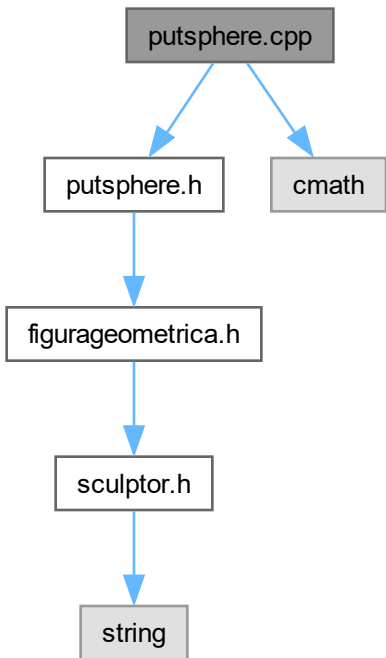 putsphere.cpp
putsphere.h
cmath
figurageometrica.h
sculptor.h
string